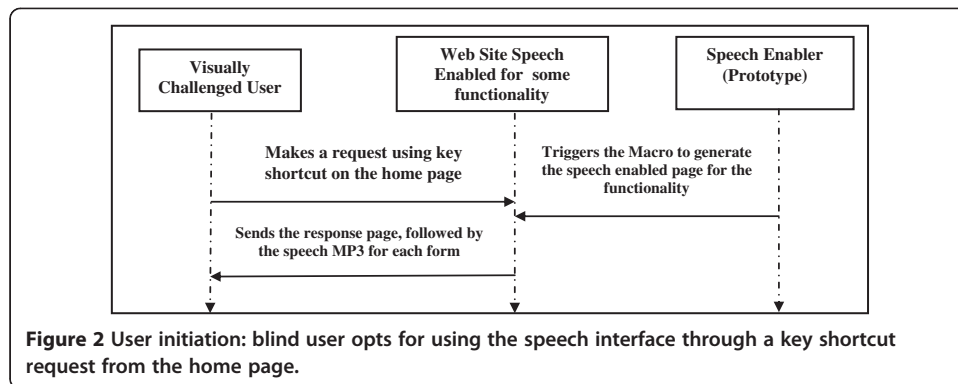 Visually
Challenged User
Web Site Speech
Enabled for some
functionality
Speech Enabler
(Prototype)
Makes a request using key
shortcut on the home page
Triggers the Macro to generate
the speech enabled page for the
functionality
Sends the response page, followed by
the speech MP3 for each form
Figure 2 User initiation: blind user opts for using the speech interface through a key shortcut
request from the home page.